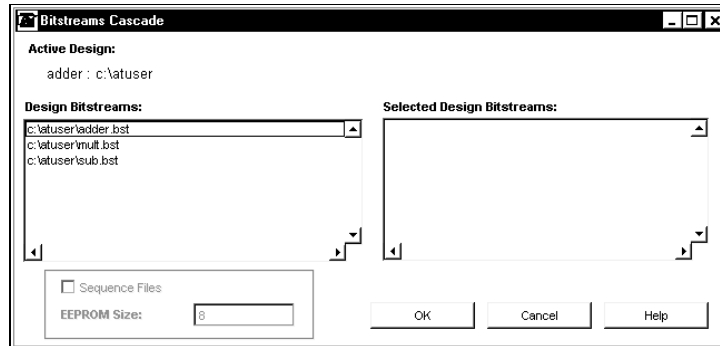 Bitstreams Cascade
Active Design:
adder : c:\atuser
Design Bitstreams:
c:\atuser\adder.bst
c:\atuser\mult.bst
c:\atuser\sub.bst
Selected Design Bitstreams:
Sequence Files
EEPROM Size: 8
OK Cancel Help